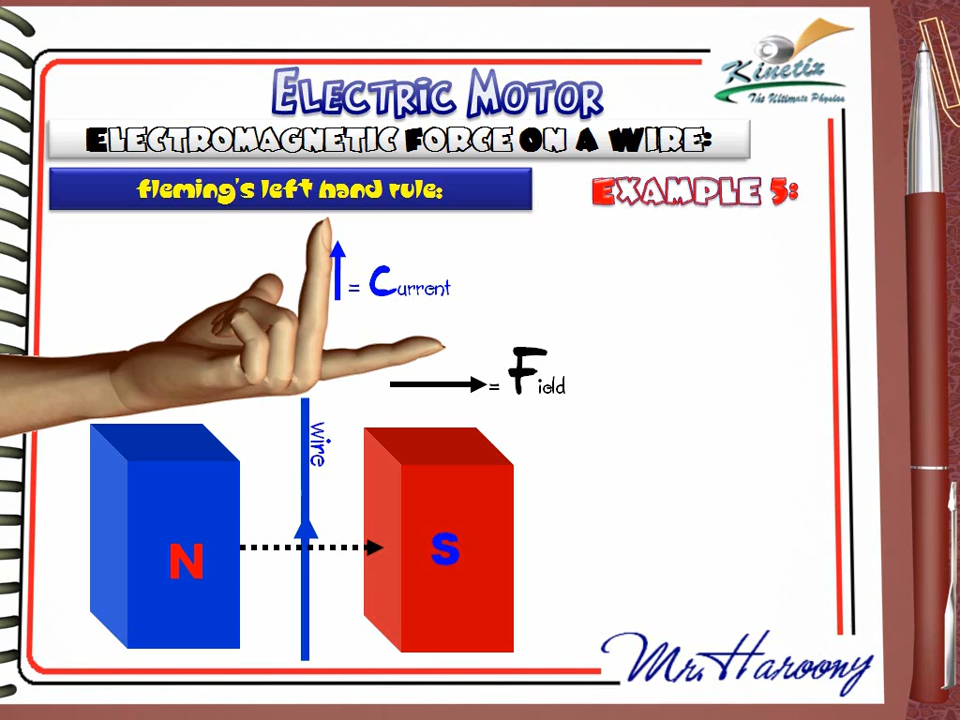 Electric Motor
Kinetix
The Ultimate Physics
Electromagnetic Force on a Wire:
fleming's left hand rule:
Example 5:
= Current
= Field
wire
N
S
Mr. Haroony